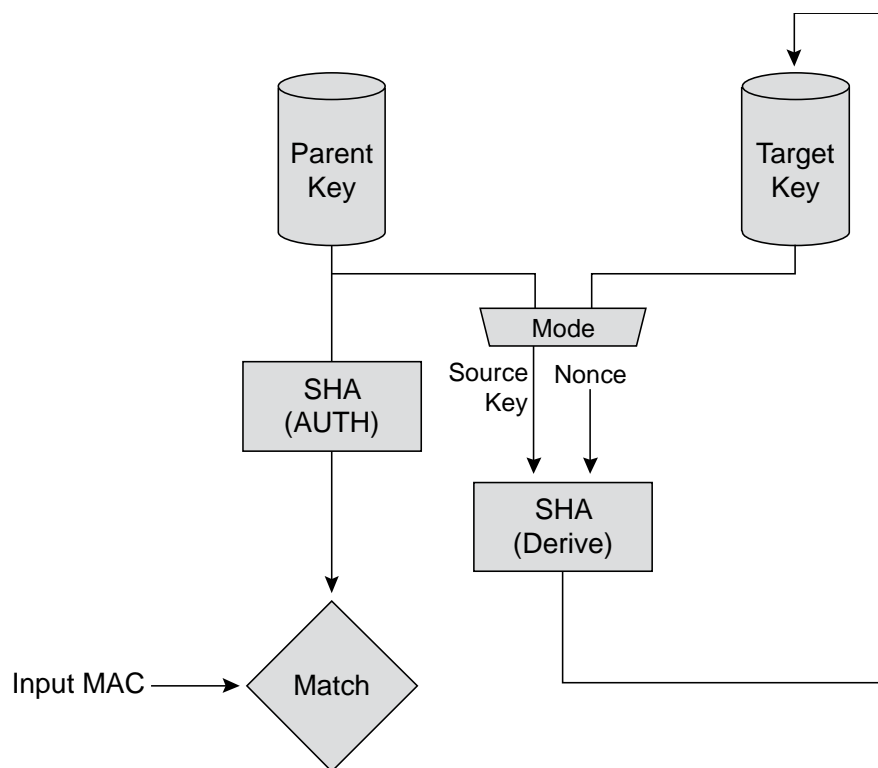 Parent
Key
Target
Key
Mode
Source
Key
Nonce
SHA
(AUTH)
SHA
(Derive)
Input MAC
Match